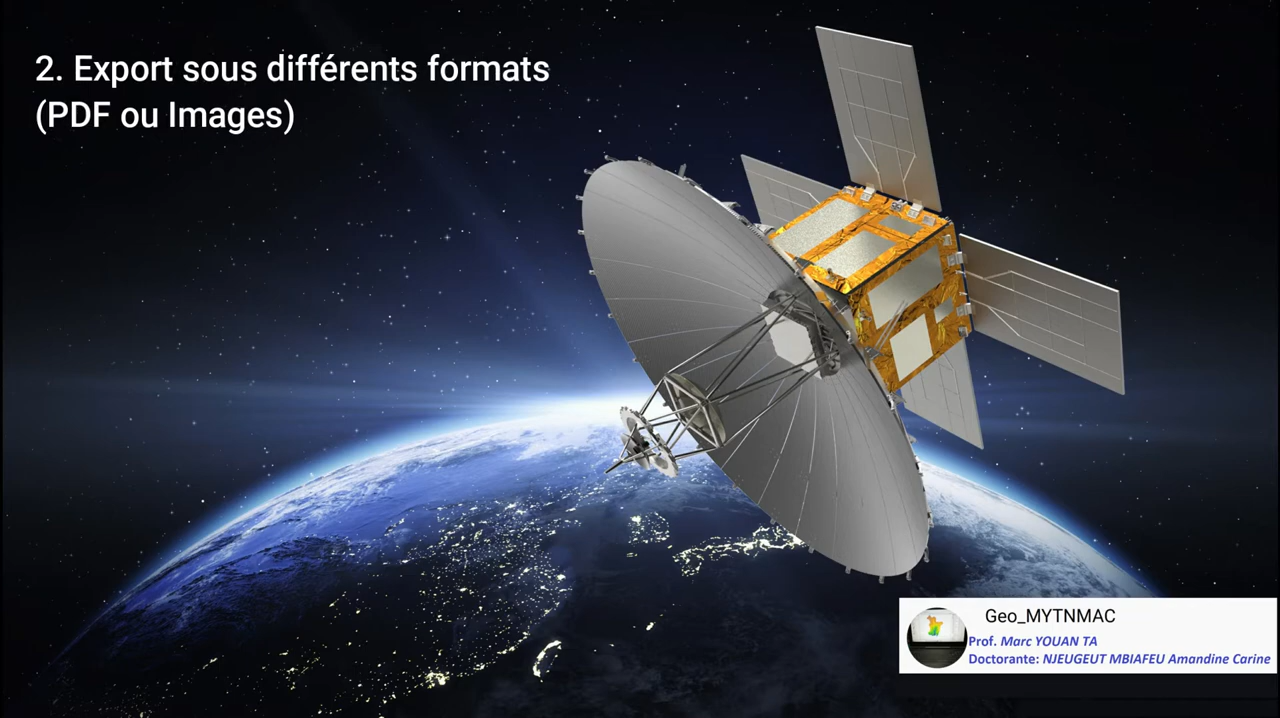 2. Export sous différents formats
(PDF ou Images)
Geo_MYTNMAC
Prof. Marc YOUAN TA
Doctorante: NJEUGEUT MBIAFEU Amandine Carine